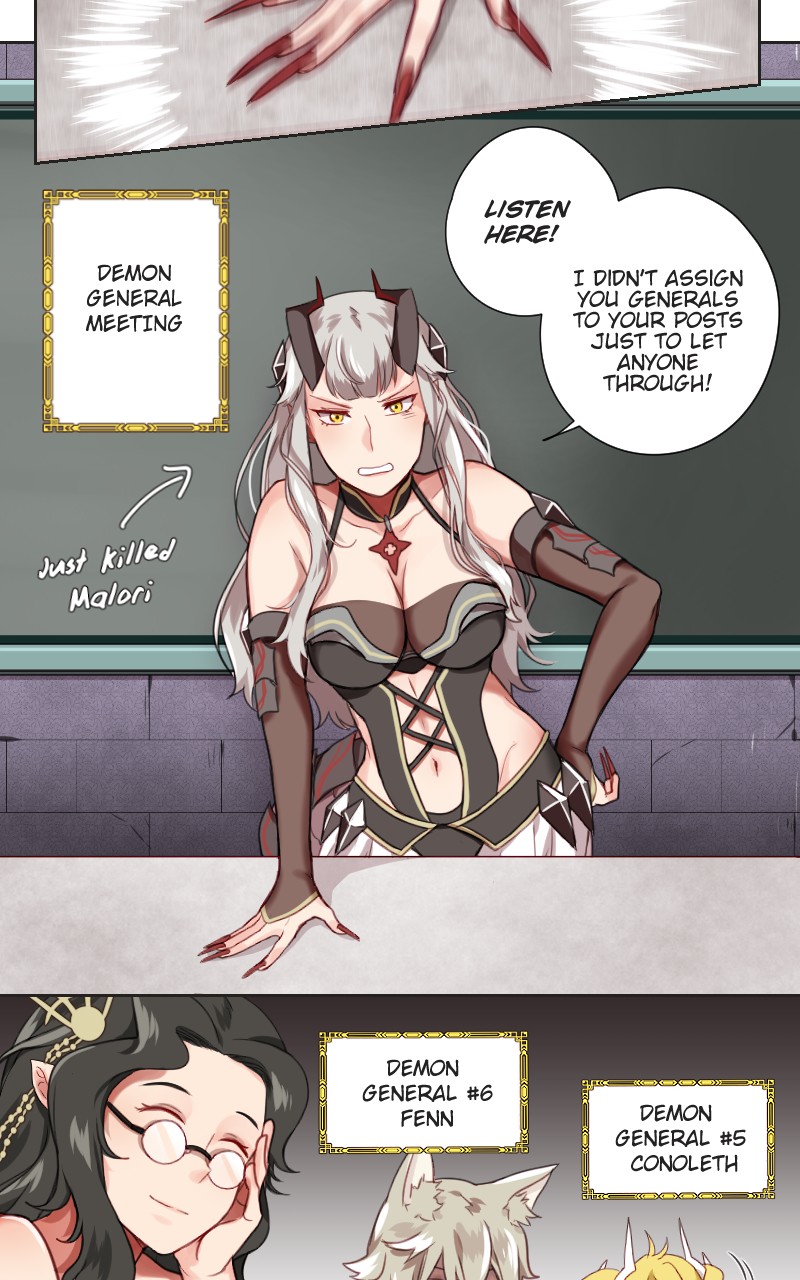 LISTEN
HERE!
I DIDN'T ASSIGN
YOU GENERALS
TO YOUR POSTS
JUST TO LET
ANYONE
THROUGH!
DEMON
GENERAL
MEETING
Just killed
Malori
DEMON
GENERAL #6
FENN
DEMON
GENERAL #5
CONOLETH